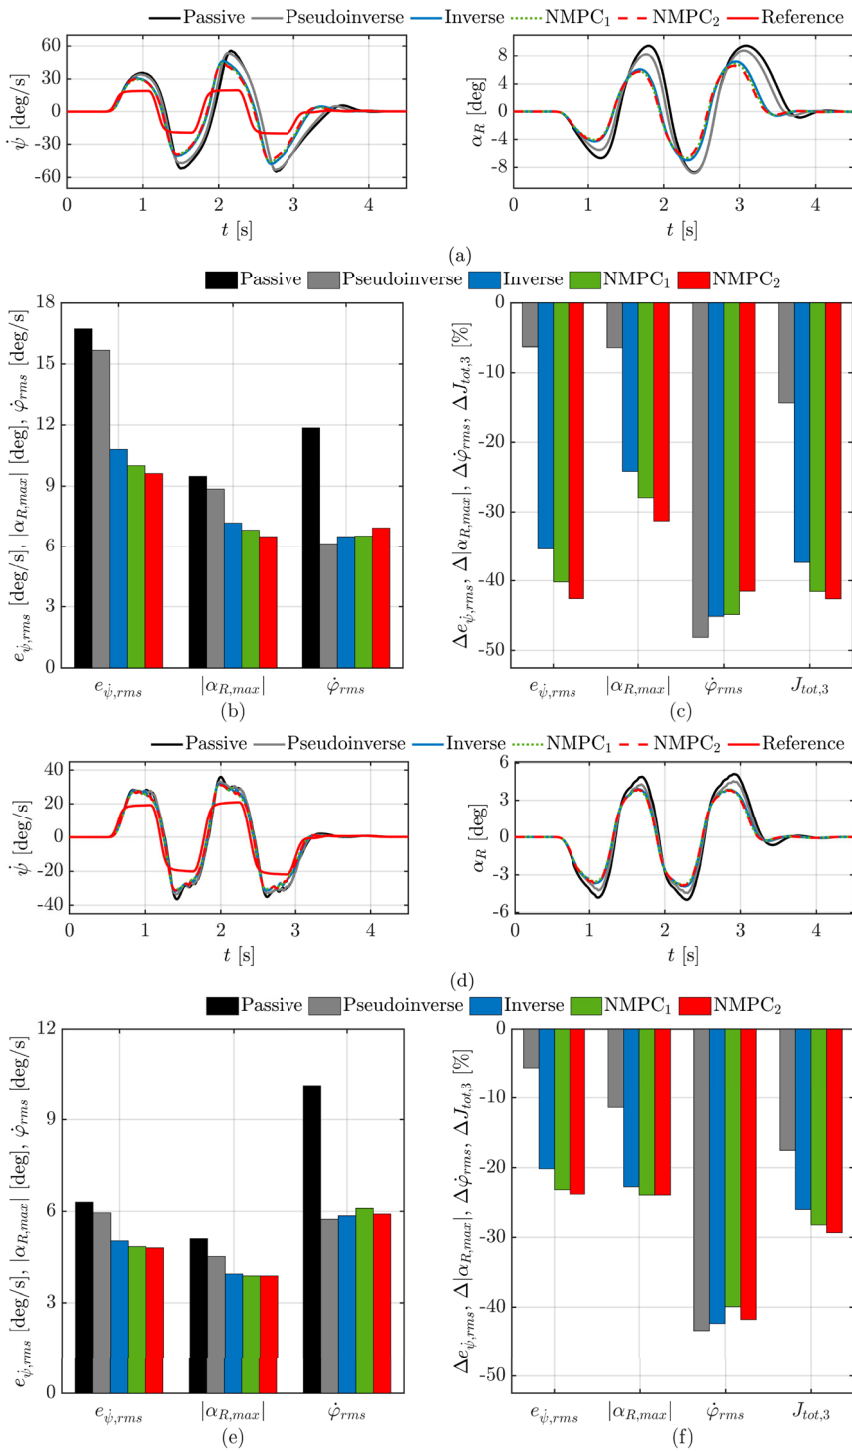 Passive Pseudoinverse Inverse NMPC₁ NMPC₂ Reference
60
30
0
-30
-60
ψ̇ [deg/s]
0 1 2 3 4
t [s]
8
4
0
-4
-8
α_R [deg]
0 1 2 3 4
t [s]
(a)
Passive Pseudoinverse Inverse NMPC₁ NMPC₂
18
15
12
9
6
3
0
e_ψ̇,rms [deg/s], |α_R,max| [deg], φ̇_rms [deg/s]
e_ψ̇,rms |α_R,max| φ̇_rms
(b)
0
-10
-20
-30
-40
-50
Δe_ψ̇,rms, Δ|α_R,max|, Δφ̇_rms, ΔJ_tot,3 [%]
e_ψ̇,rms |α_R,max| φ̇_rms J_tot,3
(c)
Passive Pseudoinverse Inverse NMPC₁ NMPC₂ Reference
40
20
0
-20
-40
ψ̇ [deg/s]
0 1 2 3 4
t [s]
6
3
0
-3
-6
α_R [deg]
0 1 2 3 4
t [s]
(d)
Passive Pseudoinverse Inverse NMPC₁ NMPC₂
12
9
6
3
0
e_ψ̇,rms [deg/s], |α_R,max| [deg], φ̇_rms [deg/s]
e_ψ̇,rms |α_R,max| φ̇_rms
(e)
0
-10
-20
-30
-40
-50
Δe_ψ̇,rms, Δ|α_R,max|, Δφ̇_rms, ΔJ_tot,3 [%]
e_ψ̇,rms |α_R,max| φ̇_rms J_tot,3
(f)